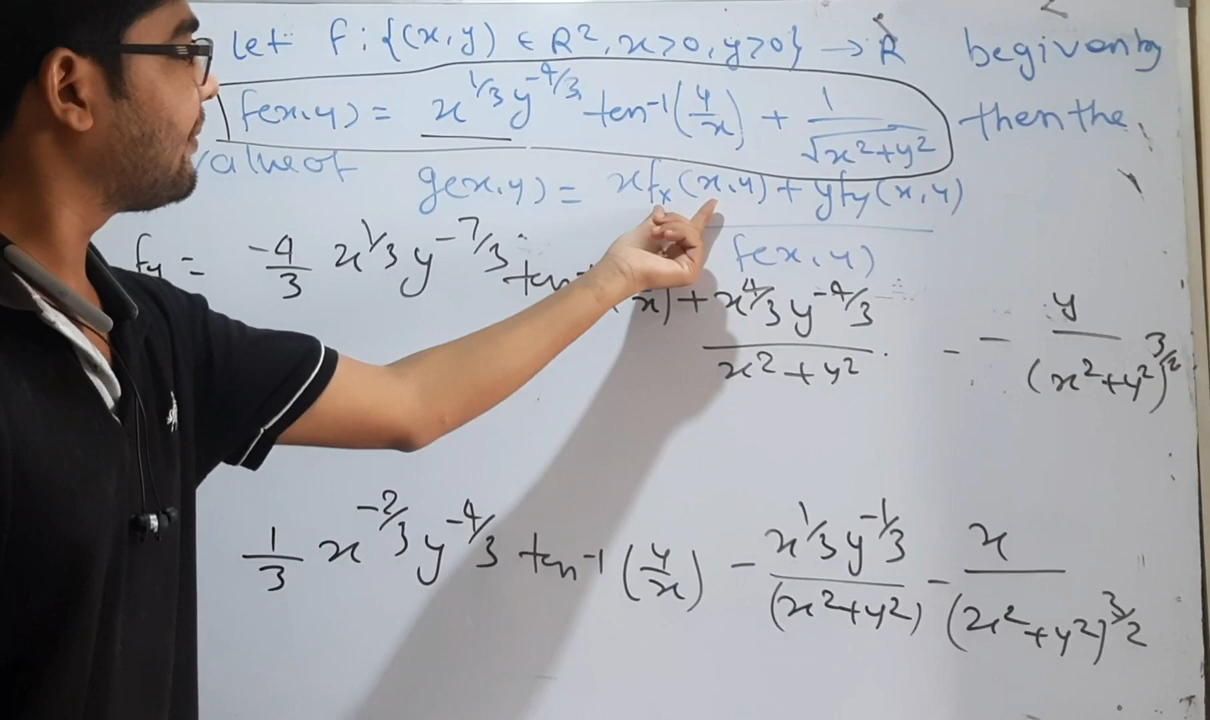 Let f : {(x,y) ∈ R², x>0, y>0} → R be given by
f(x,y) = x^{1/3} y^{-4/3} tan⁻¹(y/x) + 1/√(x²+y²) then the
value of g(x,y) = (x f_x(x,y) + y f_y(x,y)) / f(x,y)
f_y = -4/3 x^{1/3} y^{-7/3} tan⁻¹( /x) + x^{4/3} y^{-4/3} / (x²+y²) - - y / (x²+y²)^{3/2}
1/3 x^{-2/3} y^{-4/3} tan⁻¹(y/x) - x^{1/3} y^{-1/3} / (x²+y²) - x / (x²+y²)^{3/2}